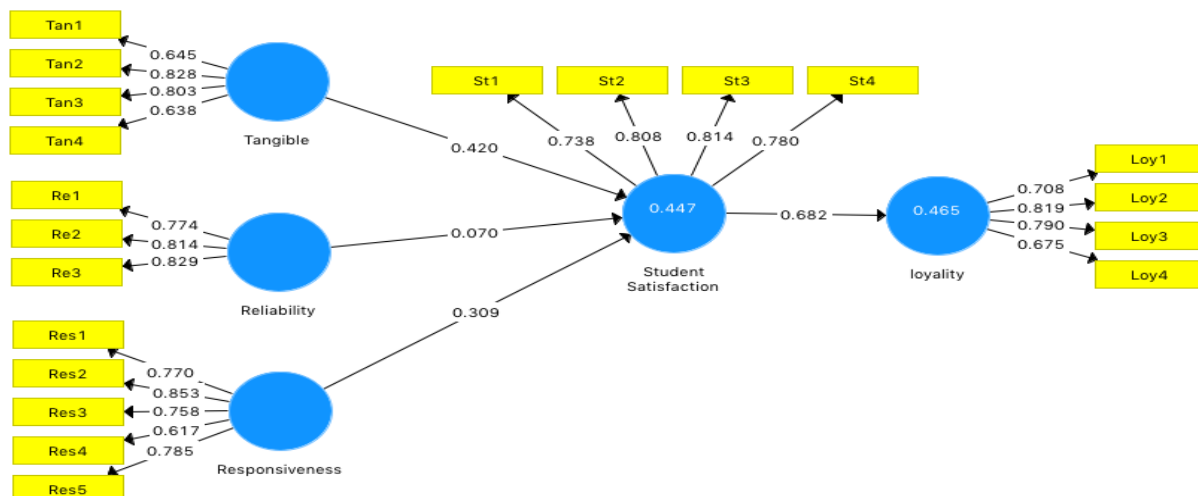 Tan1
Tan2
Tan3
Tan4
0.645
0.828
0.803
0.638
Tangible
0.420
St1
St2
St3
St4
0.738
0.808
0.814
0.780
Re1
Re2
Re3
0.774
0.814
0.829
Reliability
0.070
0.447
Student
Satisfaction
0.682
0.465
loyality
0.708
0.819
0.790
0.675
Loy1
Loy2
Loy3
Loy4
0.309
Res1
Res2
Res3
Res4
Res5
0.770
0.853
0.758
0.617
0.785
Responsiveness